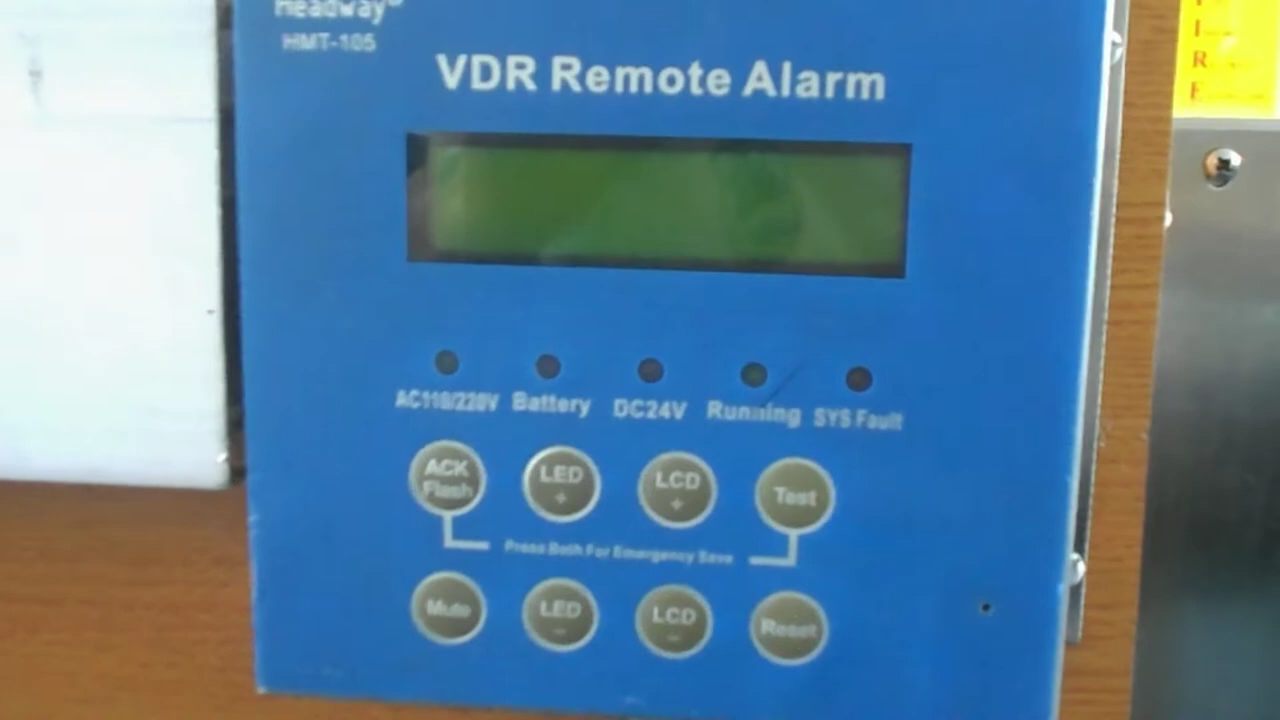 Headway®
HMT-105
VDR Remote Alarm
AC110/220V Battery DC24V Running SYS Fault
ACK Flash LED + LCD + Test
Press Both For Emergency Save
Mute LED - LCD - Reset
I
R
E